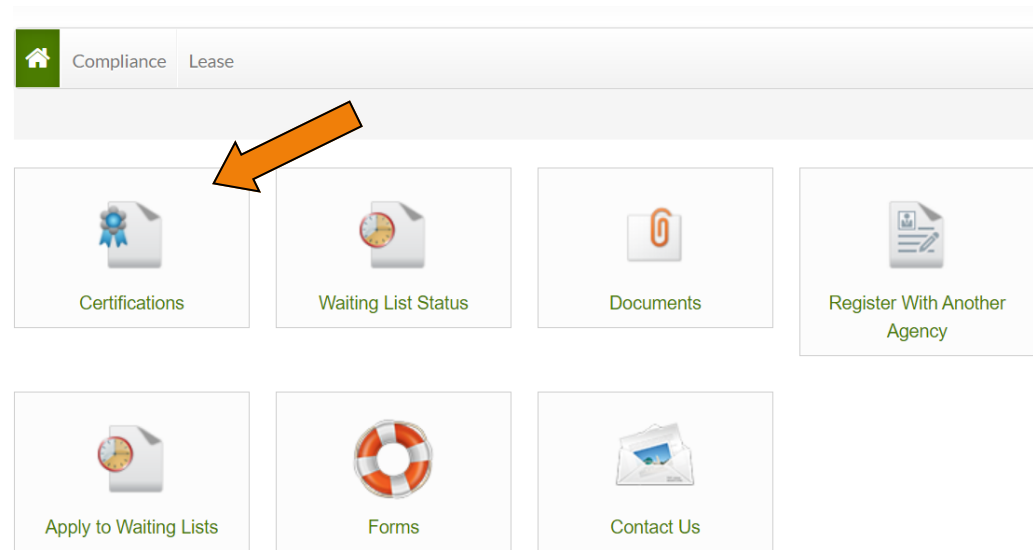 Compliance Lease
Certifications
Waiting List Status
Documents
Register With Another
Agency
Apply to Waiting Lists
Forms
Contact Us